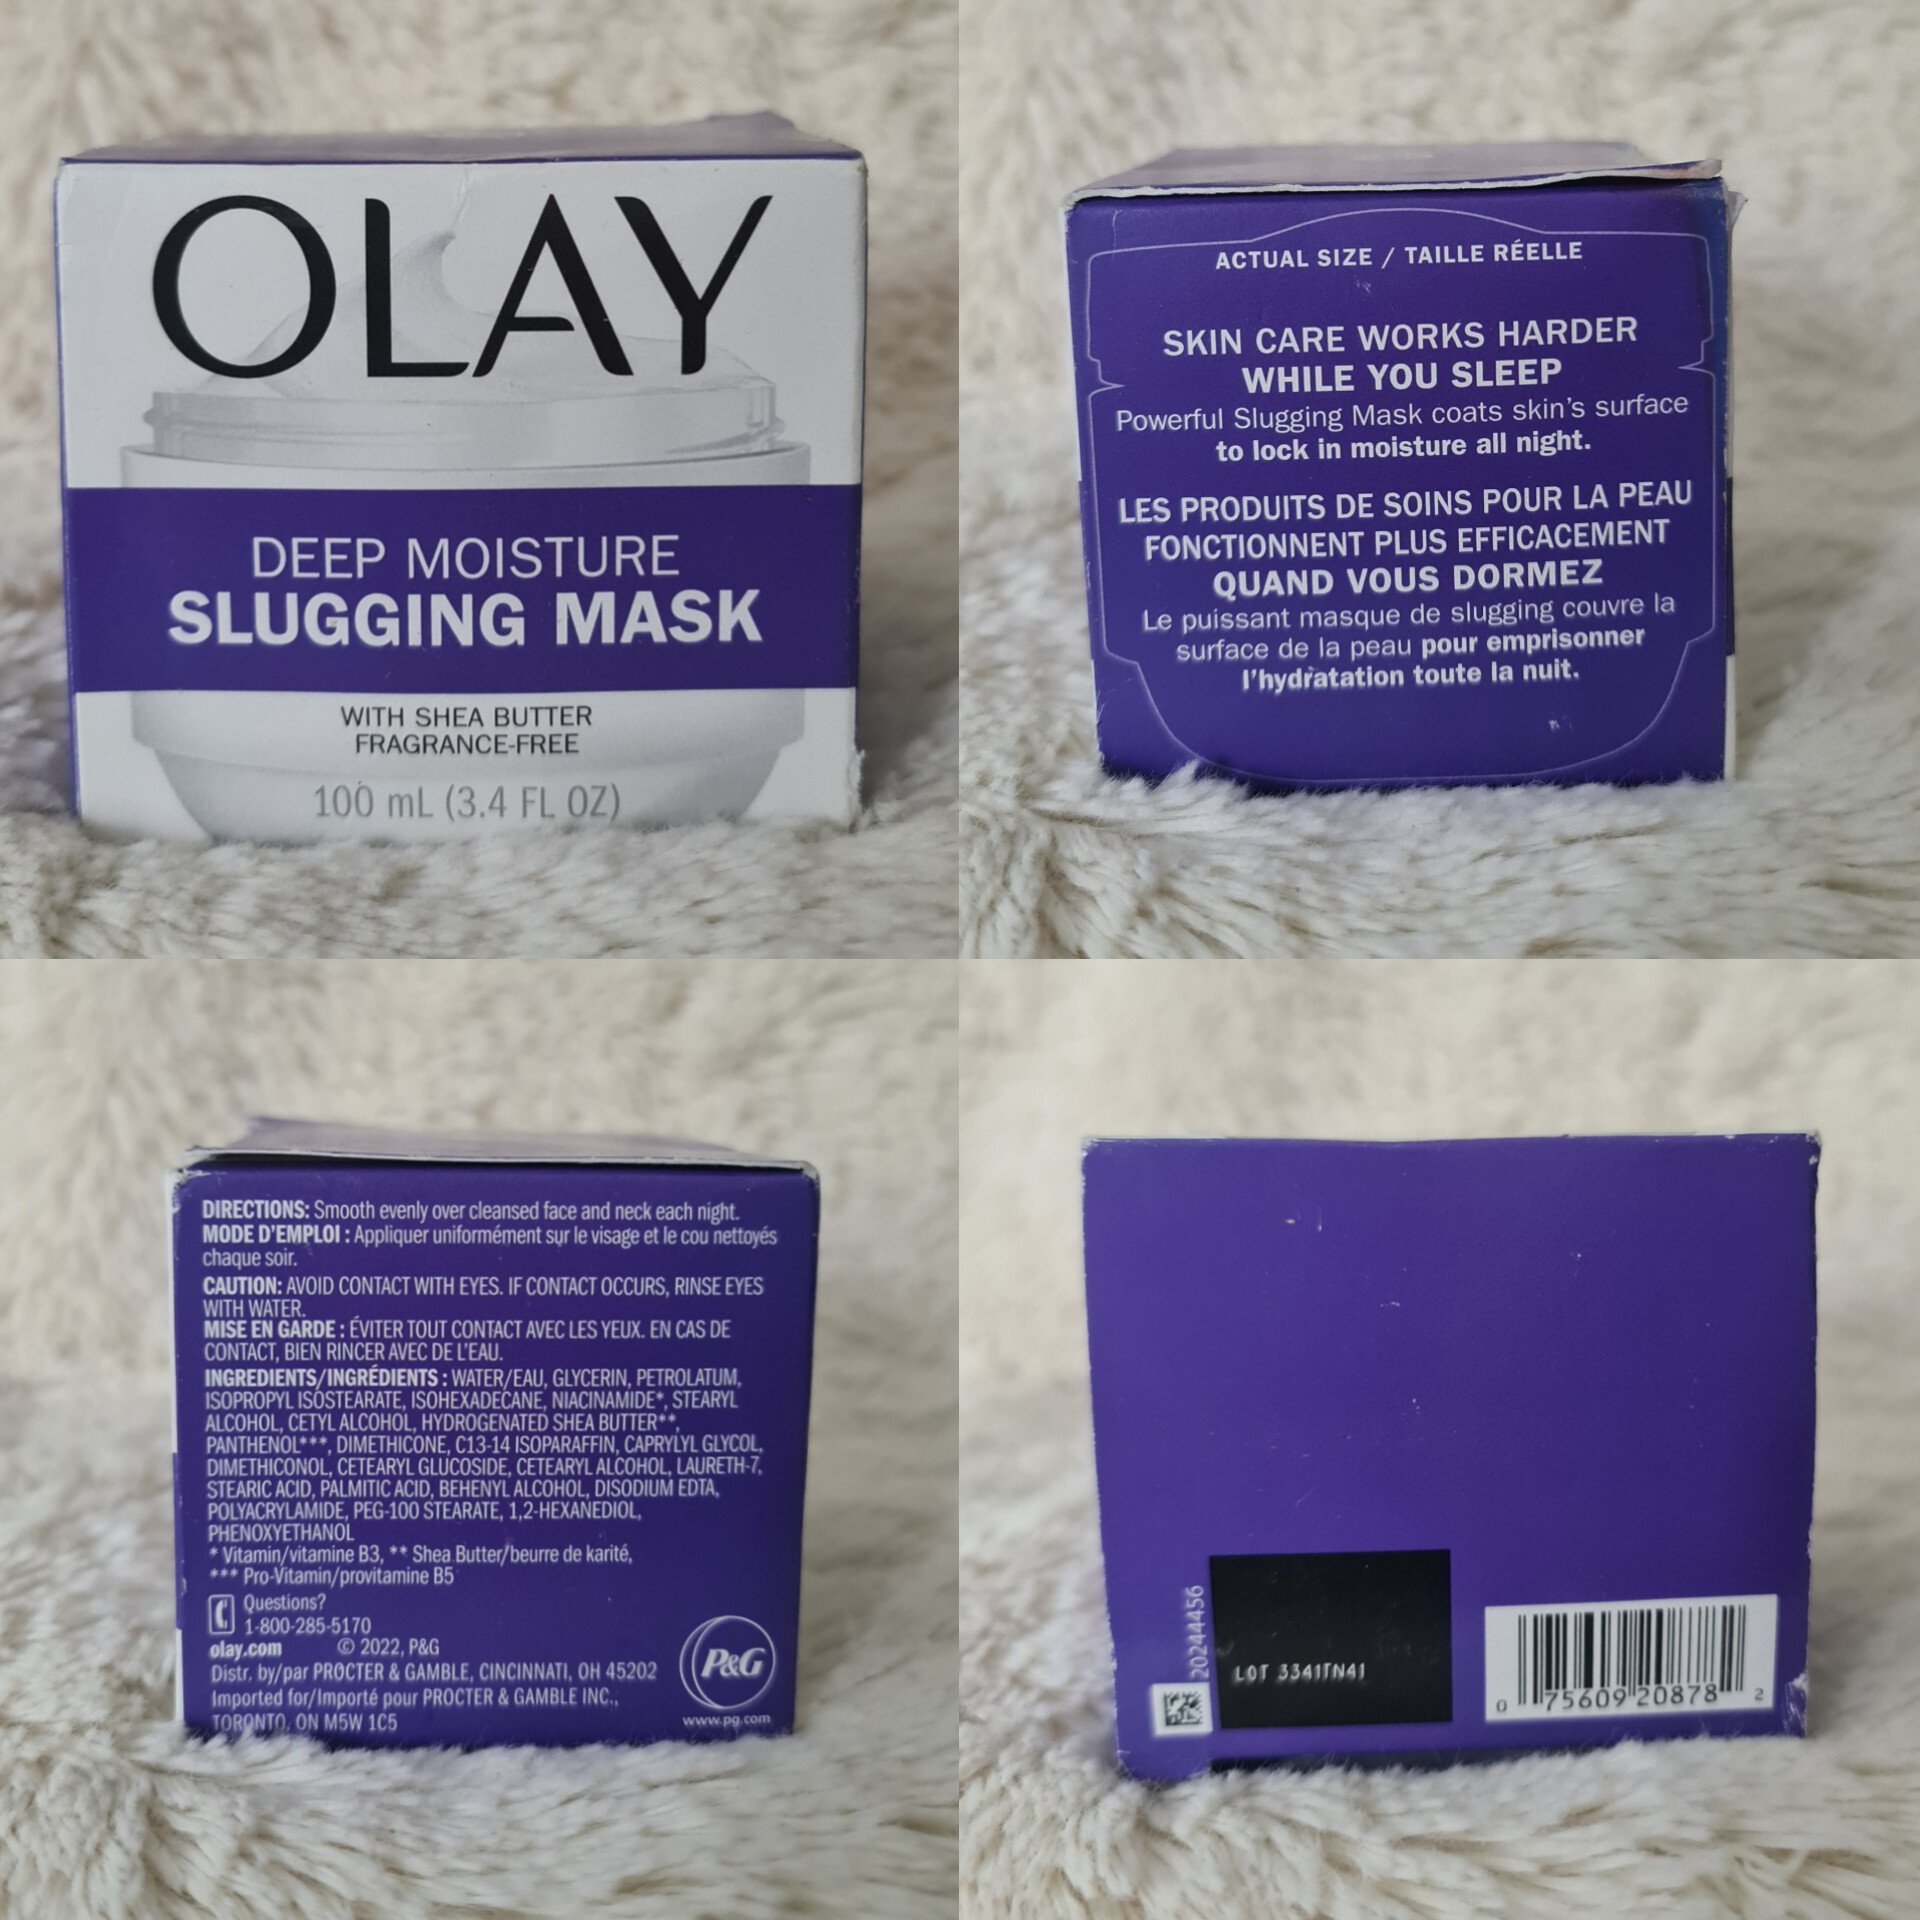 OLAY
DEEP MOISTURE
SLUGGING MASK
WITH SHEA BUTTER
FRAGRANCE-FREE
100 mL (3.4 FL OZ)
ACTUAL SIZE / TAILLE RÉELLE
SKIN CARE WORKS HARDER
WHILE YOU SLEEP
Powerful Slugging Mask coats skin's surface
to lock in moisture all night.
LES PRODUITS DE SOINS POUR LA PEAU
FONCTIONNENT PLUS EFFICACEMENT
QUAND VOUS DORMEZ
Le puissant masque de slugging couvre la
surface de la peau pour emprisonner
l'hydratation toute la nuit.
DIRECTIONS: Smooth evenly over cleansed face and neck each night.
MODE D'EMPLOI : Appliquer uniformément sur le visage et le cou nettoyés
chaque soir.
CAUTION: AVOID CONTACT WITH EYES. IF CONTACT OCCURS, RINSE EYES
WITH WATER.
MISE EN GARDE : ÉVITER TOUT CONTACT AVEC LES YEUX. EN CAS DE
CONTACT, BIEN RINCER AVEC DE L'EAU.
INGREDIENTS/INGRÉDIENTS : WATER/EAU, GLYCERIN, PETROLATUM,
ISOPROPYL ISOSTEARATE, ISOHEXADECANE, NIACINAMIDE*, STEARYL
ALCOHOL, CETYL ALCOHOL, HYDROGENATED SHEA BUTTER**,
PANTHENOL***, DIMETHICONE, C13-14 ISOPARAFFIN, CAPRYLYL GLYCOL,
DIMETHICONOL, CETEARYL GLUCOSIDE, CETEARYL ALCOHOL, LAURETH-7,
STEARIC ACID, PALMITIC ACID, BEHENYL ALCOHOL, DISODIUM EDTA,
POLYACRYLAMIDE, PEG-100 STEARATE, 1,2-HEXANEDIOL,
PHENOXYETHANOL
* Vitamin/vitamine B3, ** Shea Butter/beurre de karité,
*** Pro-Vitamin/provitamine B5
Questions?
1-800-285-5170
olay.com © 2022, P&G
Distr. by/par PROCTER & GAMBLE, CINCINNATI, OH 45202
Imported for/Importé pour PROCTER & GAMBLE INC.,
TORONTO, ON M5W 1C5
P&G
www.pg.com
20244456
LOT 3341TN41
0 75609 20878 2